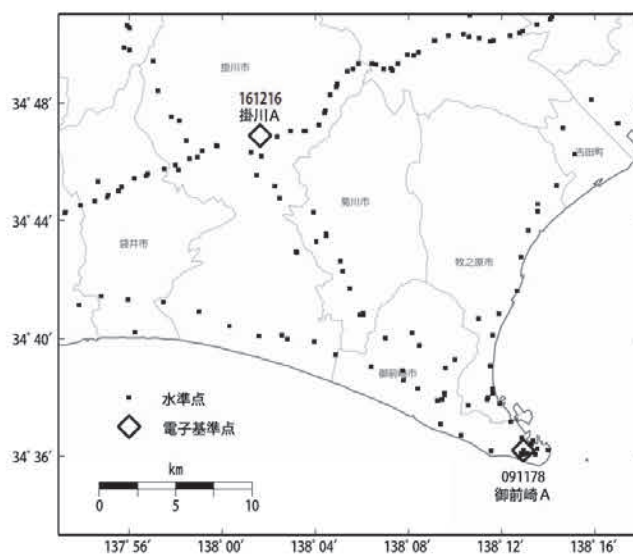 掛川市
34° 48'
161216
掛川A
吉田町
34° 44'
菊川市
袋井市
牧之原市
34° 40'
御前崎市
水準点
電子基準点
34° 36'
km
0 5 10
091178
御前崎A
137° 56' 138° 00' 138° 04' 138° 08' 138° 12' 138° 16'